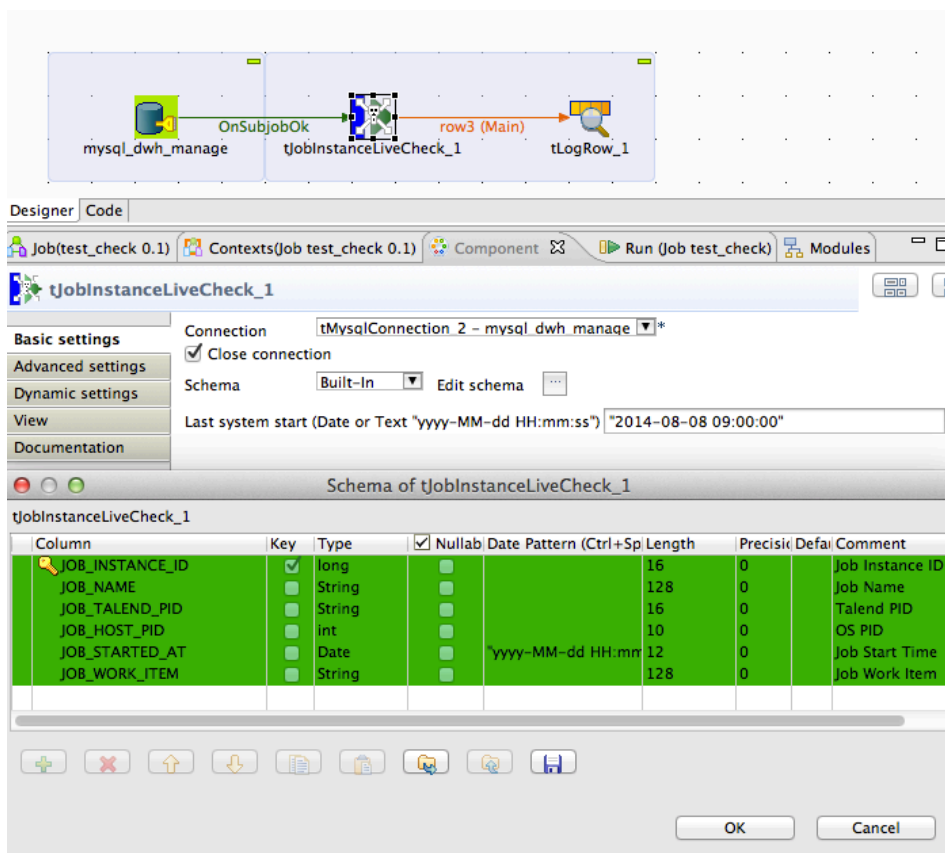 OnSubjobOk row3 (Main)
mysql_dwh_manage tJobInstanceLiveCheck_1 tLogRow_1
Designer Code
Job(test_check 0.1) Contexts(Job test_check 0.1) Component Run (Job test_check) Modules
tJobInstanceLiveCheck_1
Basic settings
Advanced settings
Dynamic settings
View
Documentation
Connection tMysqlConnection_2 - mysql_dwh_manage *
Close connection
Schema Built-In Edit schema ...
Last system start (Date or Text "yyyy-MM-dd HH:mm:ss") "2014-08-08 09:00:00"
Schema of tJobInstanceLiveCheck_1
tJobInstanceLiveCheck_1
Column Key Type Nullab Date Pattern (Ctrl+Sp Length Precisic Defau Comment
JOB_INSTANCE_ID long 16 0 Job Instance ID
JOB_NAME String 128 0 Job Name
JOB_TALEND_PID String 16 0 Talend PID
JOB_HOST_PID int 10 0 OS PID
JOB_STARTED_AT Date "yyyy-MM-dd HH:mm 12 0 Job Start Time
JOB_WORK_ITEM String 128 0 Job Work Item
OK Cancel